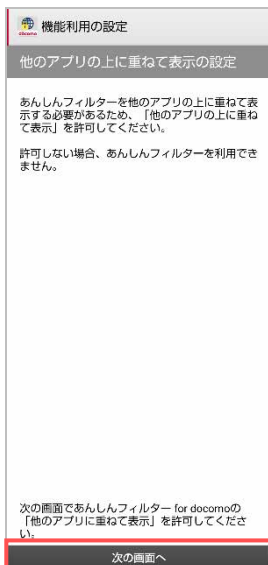 docomo
機能利用の設定
他のアプリの上に重ねて表示の設定
あんしんフィルターを他のアプリの上に重ねて表
示する必要があるため、「他のアプリの上に重ね
て表示」を許可してください。
許可しない場合、あんしんフィルターを利用でき
ません。
次の画面であんしんフィルター for docomoの
「他のアプリに重ねて表示」を許可してくださ
い。
次の画面へ